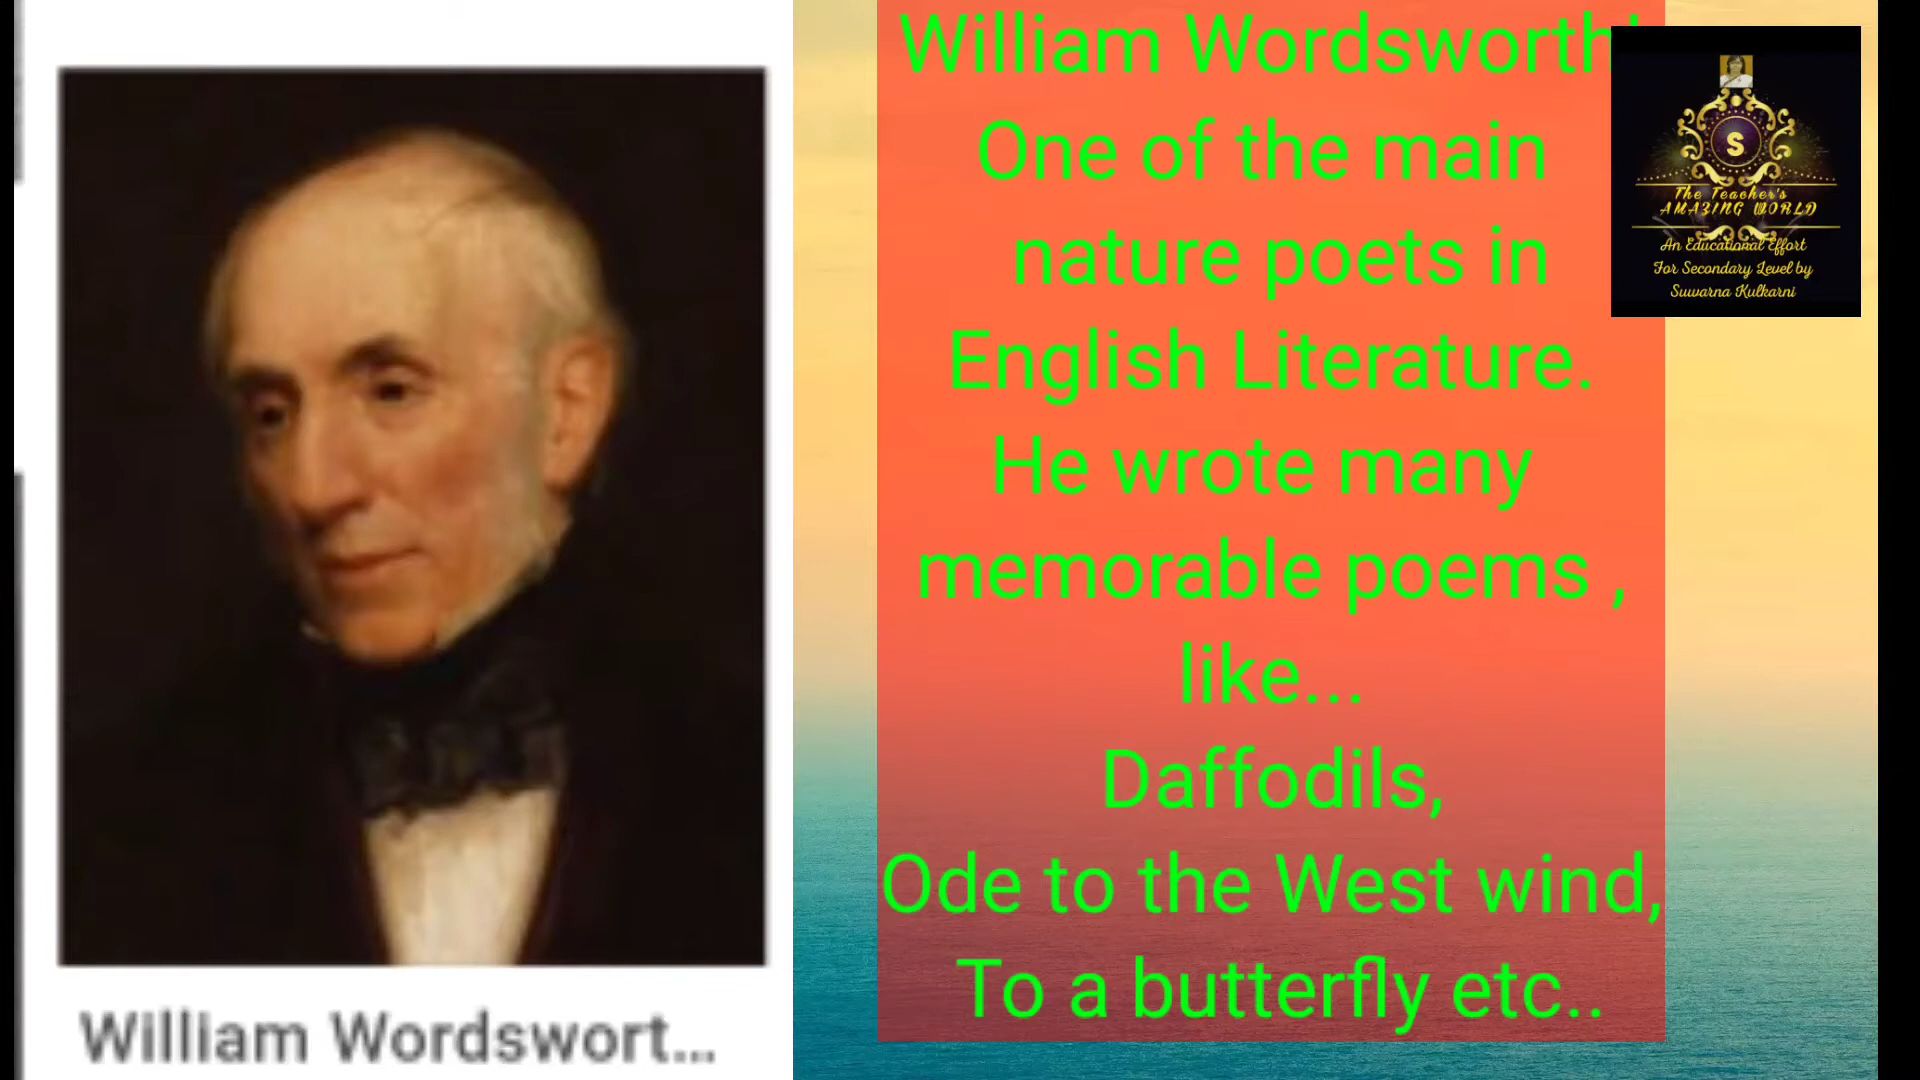 William Wordsworth'
One of the main
nature poets in
English Literature.
He wrote many
memorable poems ,
like...
Daffodils,
Ode to the West wind,
To a butterfly etc..
William Wordswort...
S
The Teacher's
AMAZING WORLD
An Educational Effort
For Secondary Level by
Suwarna Kulkarni